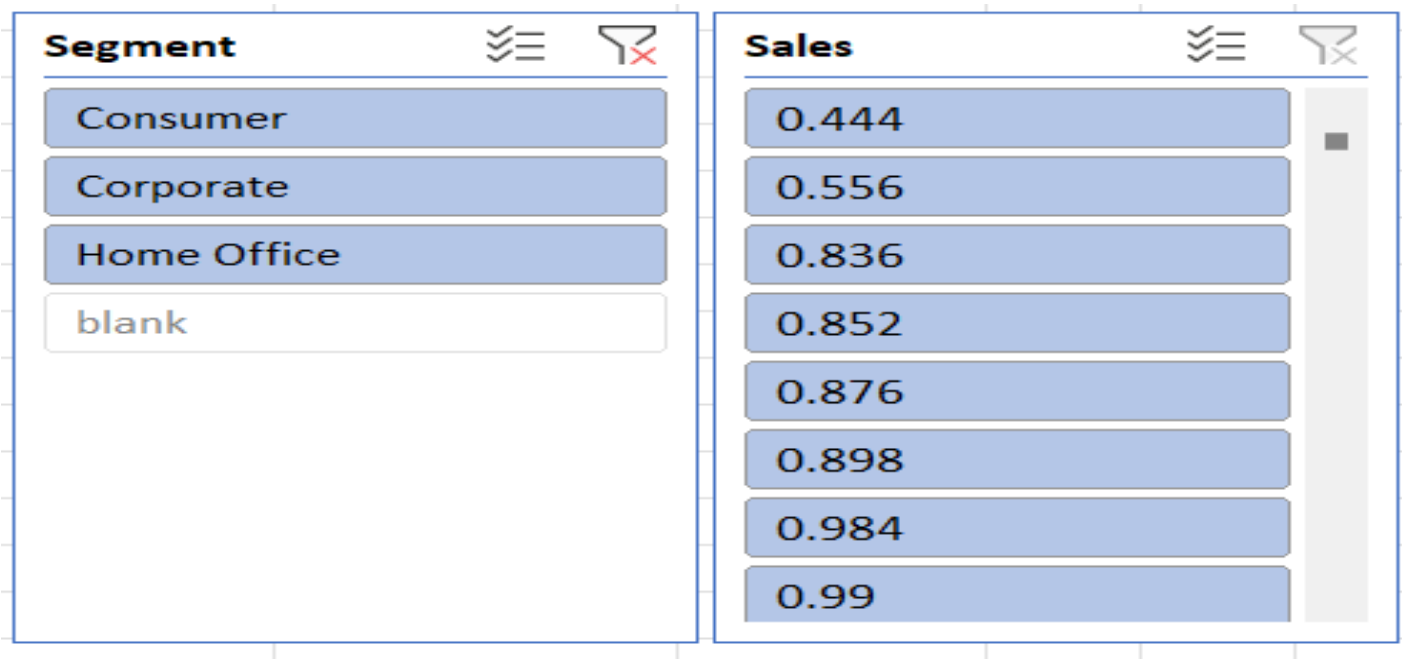 Segment
Consumer
Corporate
Home Office
blank
Sales
0.444
0.556
0.836
0.852
0.876
0.898
0.984
0.99